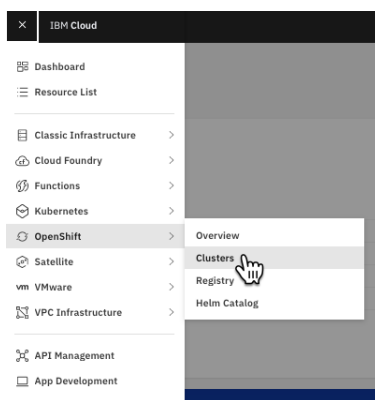 IBM Cloud
Dashboard
Resource List
Classic Infrastructure
Cloud Foundry
Functions
Kubernetes
OpenShift
Satellite
vm VMware
VPC Infrastructure
API Management
App Development
Overview
Clusters
Registry
Helm Catalog